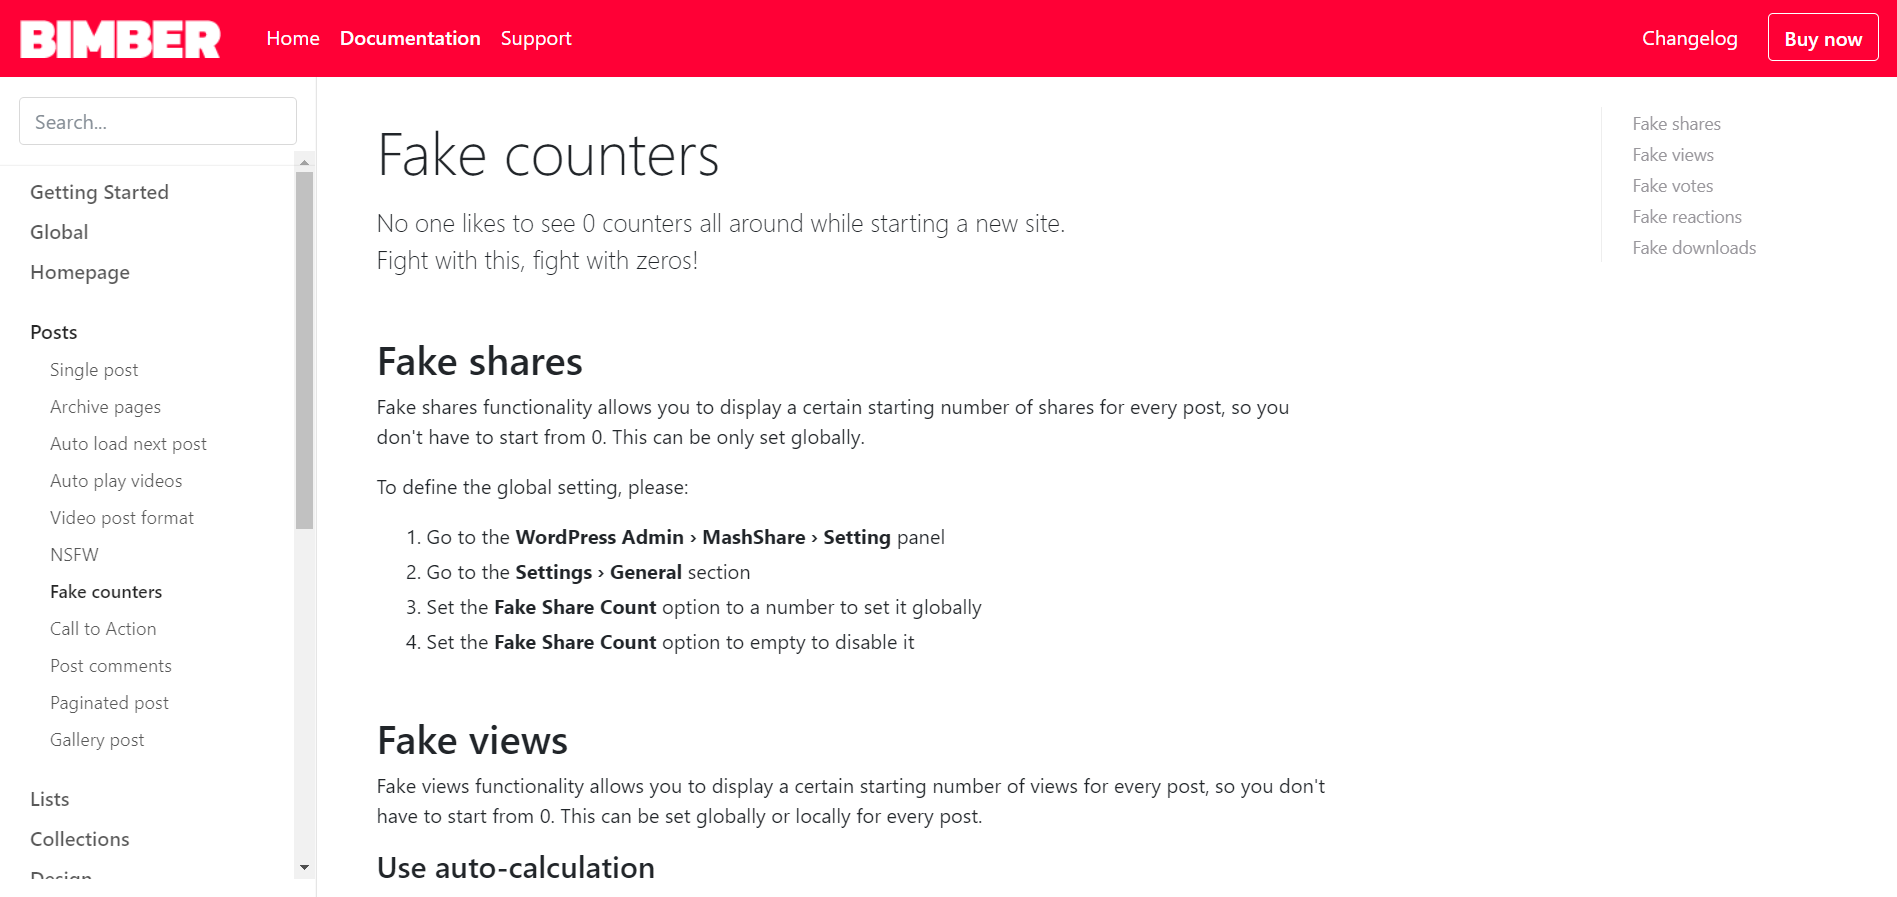 BIMBER
Home
Documentation
Support
Changelog
Buy now
Search...
Getting Started
Global
Homepage
Posts
Single post
Archive pages
Auto load next post
Auto play videos
Video post format
NSFW
Fake counters
Call to Action
Post comments
Paginated post
Gallery post
Lists
Collections
Design
Fake counters
No one likes to see 0 counters all around while starting a new site.
Fight with this, fight with zeros!
Fake shares
Fake shares functionality allows you to display a certain starting number of shares for every post, so you
don't have to start from 0. This can be only set globally.
To define the global setting, please:
1. Go to the WordPress Admin › MashShare › Setting panel
2. Go to the Settings › General section
3. Set the Fake Share Count option to a number to set it globally
4. Set the Fake Share Count option to empty to disable it
Fake views
Fake views functionality allows you to display a certain starting number of views for every post, so you don't
have to start from 0. This can be set globally or locally for every post.
Use auto-calculation
Fake shares
Fake views
Fake votes
Fake reactions
Fake downloads